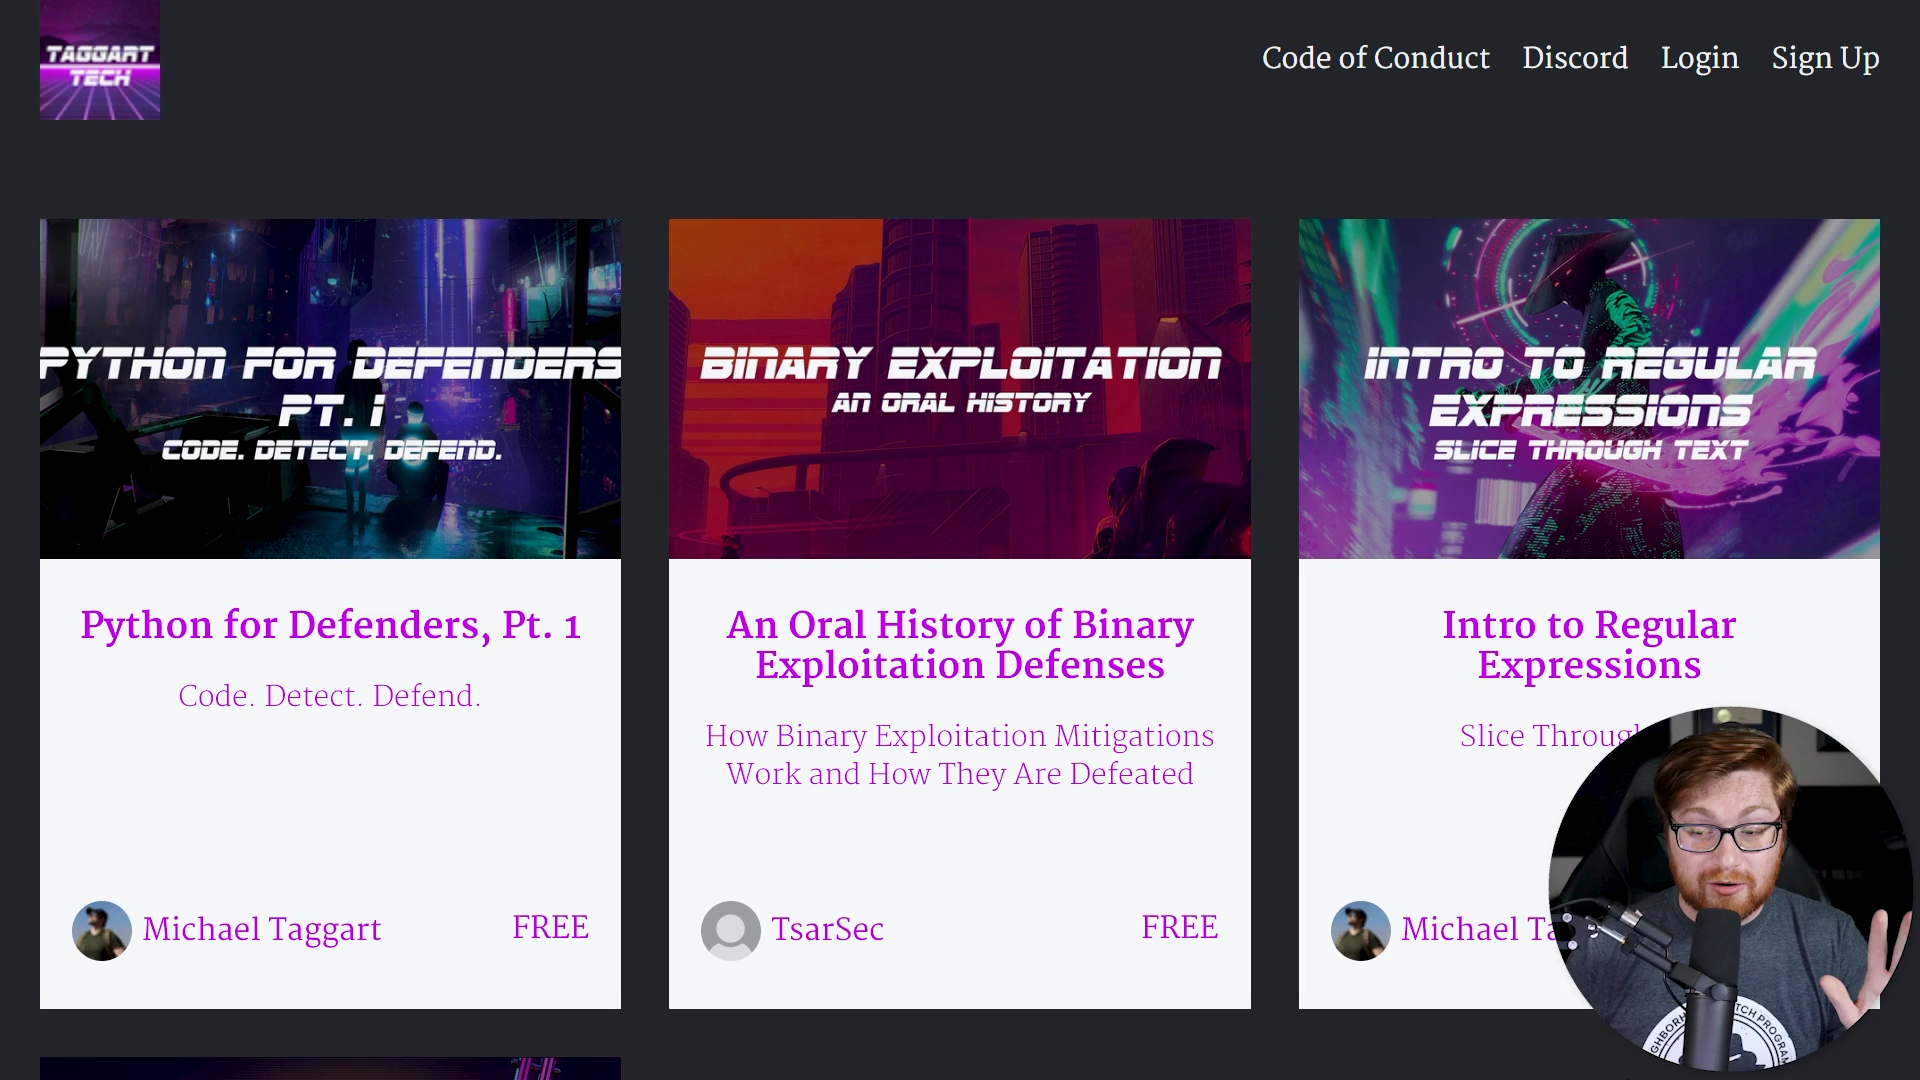 TAGGART
TECH
Code of Conduct
Discord
Login
Sign Up
PYTHON FOR DEFENDERS
PT. 1
CODE. DETECT. DEFEND.
BINARY EXPLOITATION
AN ORAL HISTORY
INTRO TO REGULAR
EXPRESSIONS
SLICE THROUGH TEXT
Python for Defenders, Pt. 1
Code. Detect. Defend.
Michael Taggart
FREE
An Oral History of Binary
Exploitation Defenses
How Binary Exploitation Mitigations
Work and How They Are Defeated
TsarSec
FREE
Intro to Regular
Expressions
Slice
Michael